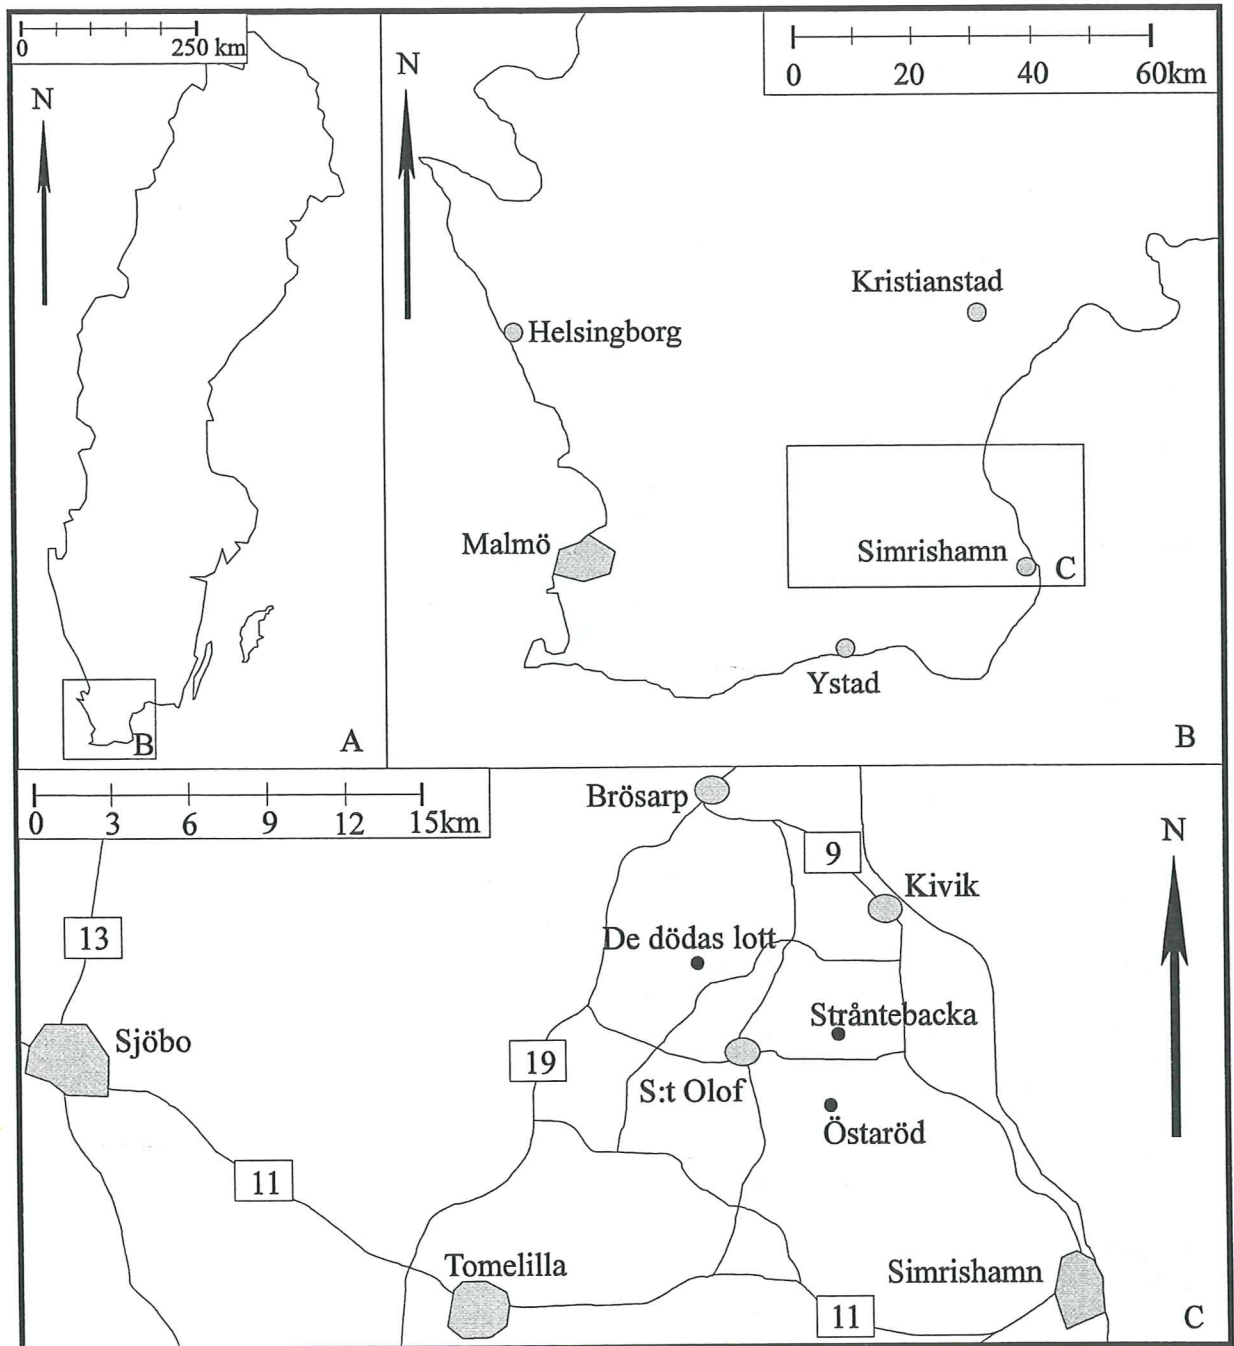 0 250 km
N
B
A
0 20 40 60km
N
Kristianstad
Helsingborg
Malmö
Simrishamn
C
Ystad
B
0 3 6 9 12 15km
Brösarp
N
9
Kivik
13
De dödas lott
Stråntebacka
Sjöbo
19
S:t Olof
Östaröd
11
Tomelilla
Simrishamn
11
C